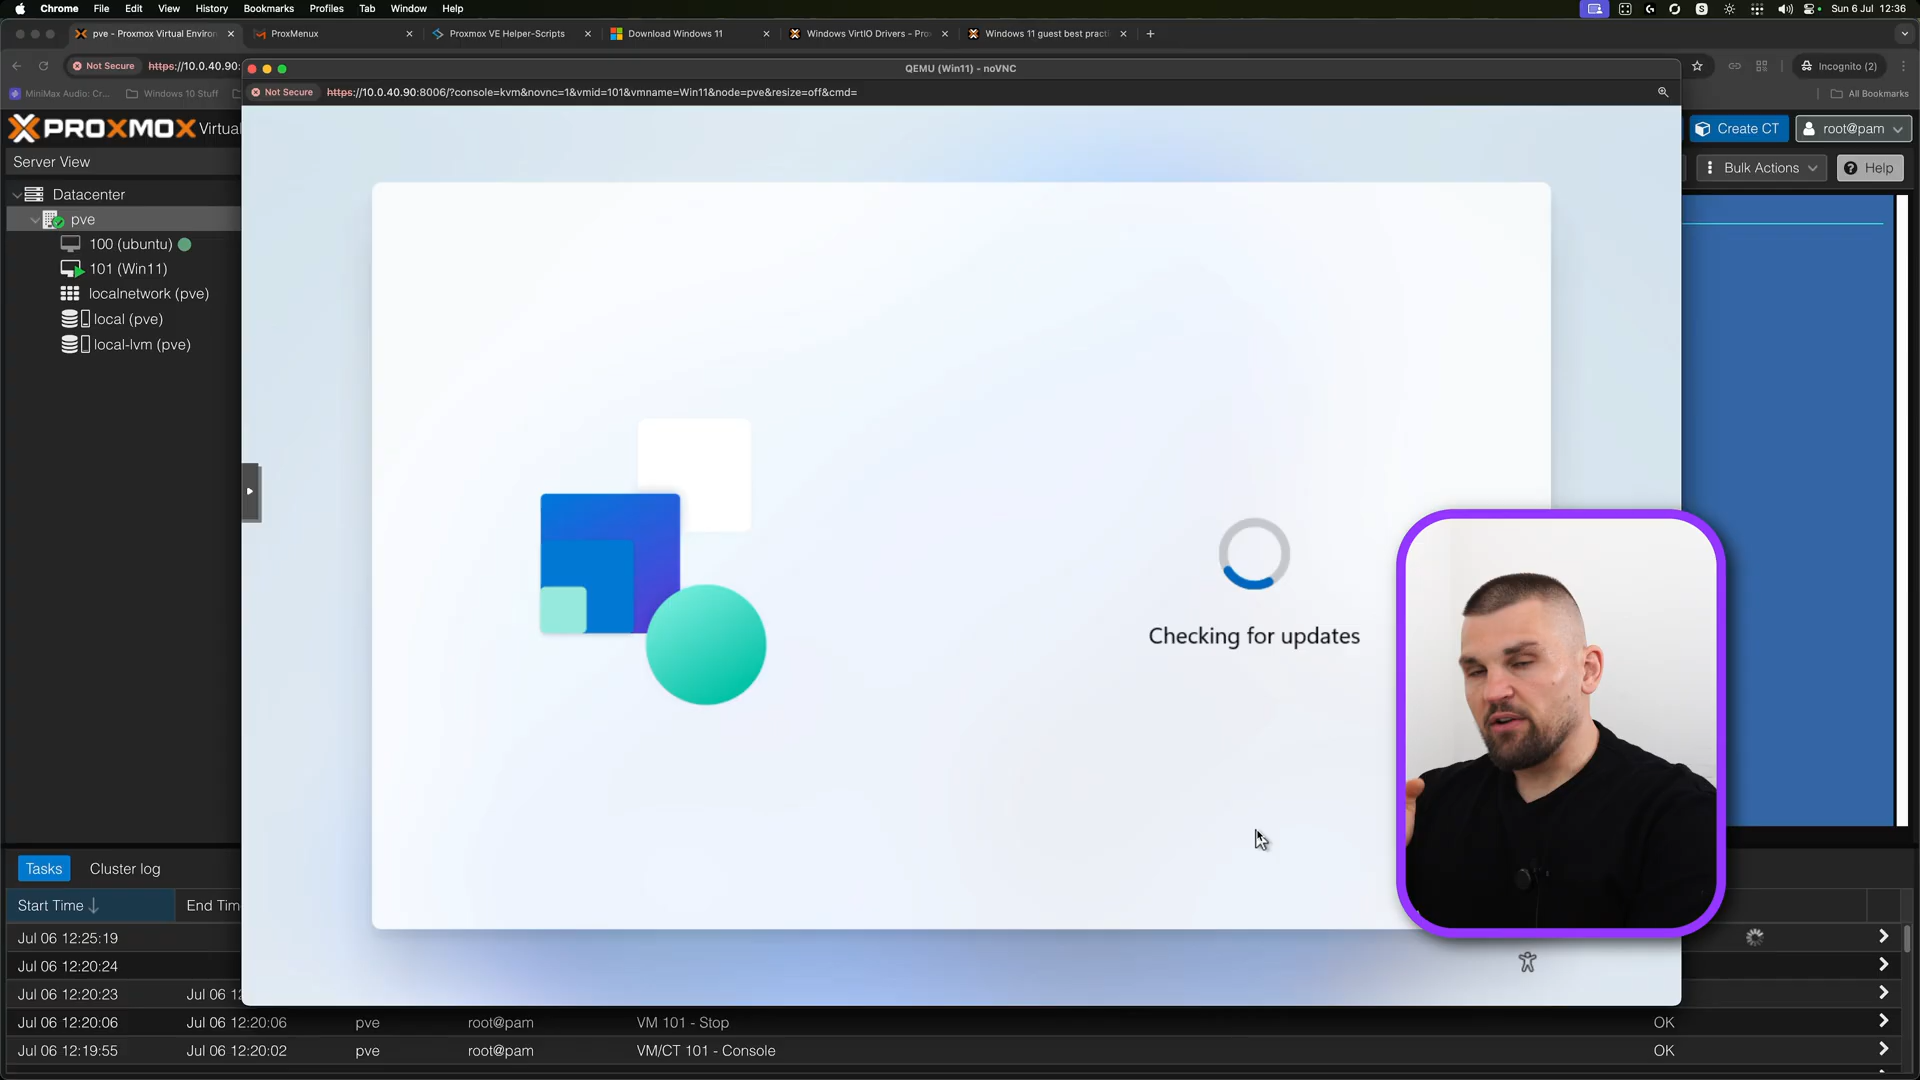 Chrome File Edit View History Bookmarks Profiles Tab Window Help
Sun 6 Jul 12:36
pve - Proxmox Virtual Environ
ProxMenux
Proxmox VE Helper-Scripts
Download Windows 11
Windows VirtIO Drivers - Pro
Windows 11 guest best practi
Not Secure https://10.0.40.90:
QEMU (Win11) - noVNC
Incognito (2)
Not Secure https://10.0.40.90:8006/?console=kvm&novnc=1&vmid=101&vmname=Win11&node=pve&resize=off&cmd=
MiniMax Audio: Cr...
Windows 10 Stuff
All Bookmarks
PROXMOX Virtual
Create CT
root@pam
Server View
Bulk Actions
Help
Datacenter
pve
100 (ubuntu)
101 (Win11)
localnetwork (pve)
local (pve)
local-lvm (pve)
Checking for updates
Tasks
Cluster log
Start Time
End Tim
Jul 06 12:25:19
Jul 06 12:20:24
Jul 06 12:20:23 Jul 06 12
Jul 06 12:20:06 Jul 06 12:20:06 pve root@pam VM 101 - Stop OK
Jul 06 12:19:55 Jul 06 12:20:02 pve root@pam VM/CT 101 - Console OK